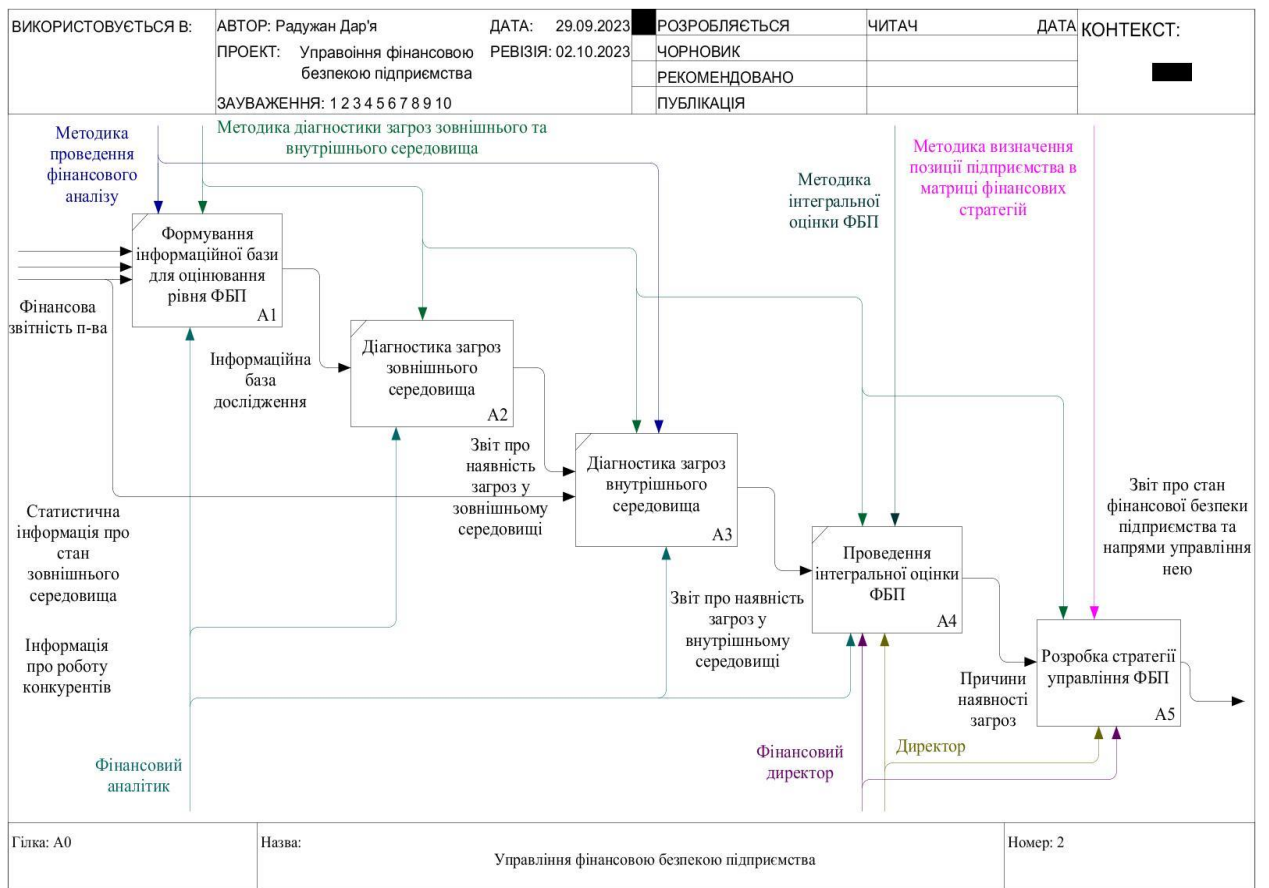 ВИКОРИСТОВУЄТЬСЯ В:
АВТОР: Радужан Дар'я
ДАТА: 29.09.2023
ПРОЕКТ: Управоіння фінансовою
безпекою підприємства
РЕВІЗІЯ: 02.10.2023
ЗАУВАЖЕННЯ: 1 2 3 4 5 6 7 8 9 10
РОЗРОБЛЯЄТЬСЯ
ЧОРНОВИК
РЕКОМЕНДОВАНО
ПУБЛІКАЦІЯ
ЧИТАЧ
ДАТА
КОНТЕКСТ:
Методика
проведення
фінансового
аналізу
Методика діагностики загроз зовнішнього та
внутрішнього середовища
Методика
інтегральної
оцінки ФБП
Методика визначення
позиції підприємства в
матриці фінансових
стратегій
Формування
інформаційної бази
для оцінювання
рівня ФБП
A1
Фінансова
звітність п-ва
Інформаційна
база
дослідження
Діагностика загроз
зовнішнього
середовища
A2
Звіт про
наявність
загроз у
зовнішньому
середовищі
Діагностика загроз
внутрішнього
середовища
A3
Статистична
інформація про
стан
зовнішнього
середовища
Інформація
про роботу
конкурентів
Звіт про наявність
загроз у
внутрішньому
середовищі
Проведення
інтегральної оцінки
ФБП
A4
Звіт про стан
фінансової безпеки
підприємства та
напрями управління
нею
Причини
наявності
загроз
Розробка стратегії
управління ФБП
A5
Фінансовий
аналітик
Фінансовий
директор
Директор
Гілка: A0
Назва:
Управління фінансовою безпекою підприємства
Номер: 2